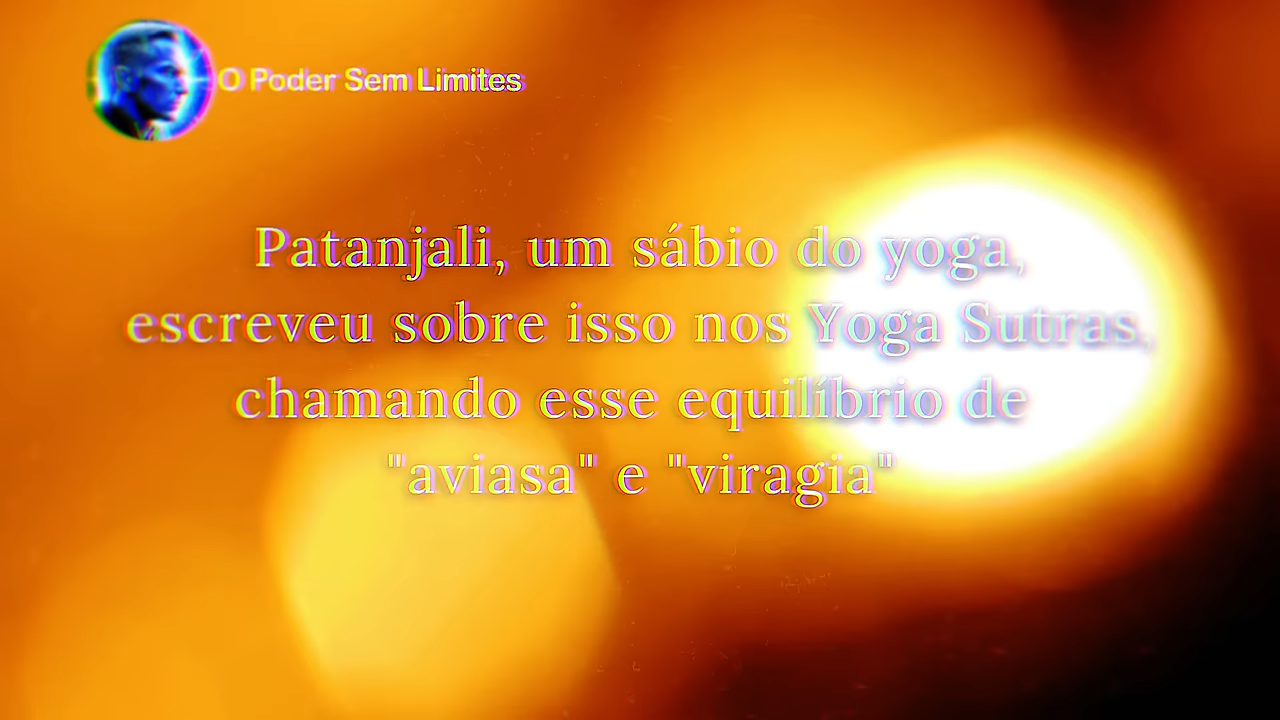 O Poder Sem Limites
Patanjali, um sábio do yoga,
escreveu sobre isso nos Yoga Sutras,
chamando esse equilíbrio de
"aviasa" e "viragia"